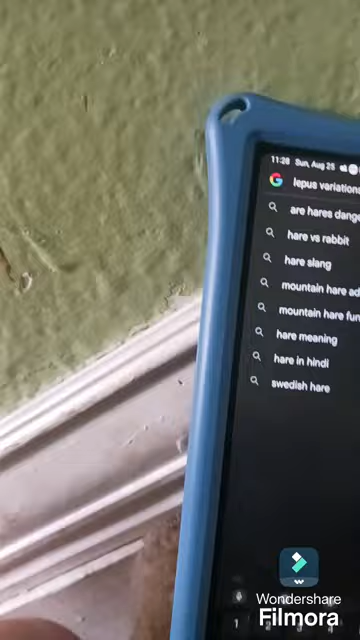 11:28 Sun, Aug 25
lepus variations
are hares dange
hare vs rabbit
hare slang
mountain hare ad
mountain hare fun
hare meaning
hare in hindi
swedish hare
1
Wondershare
Filmora